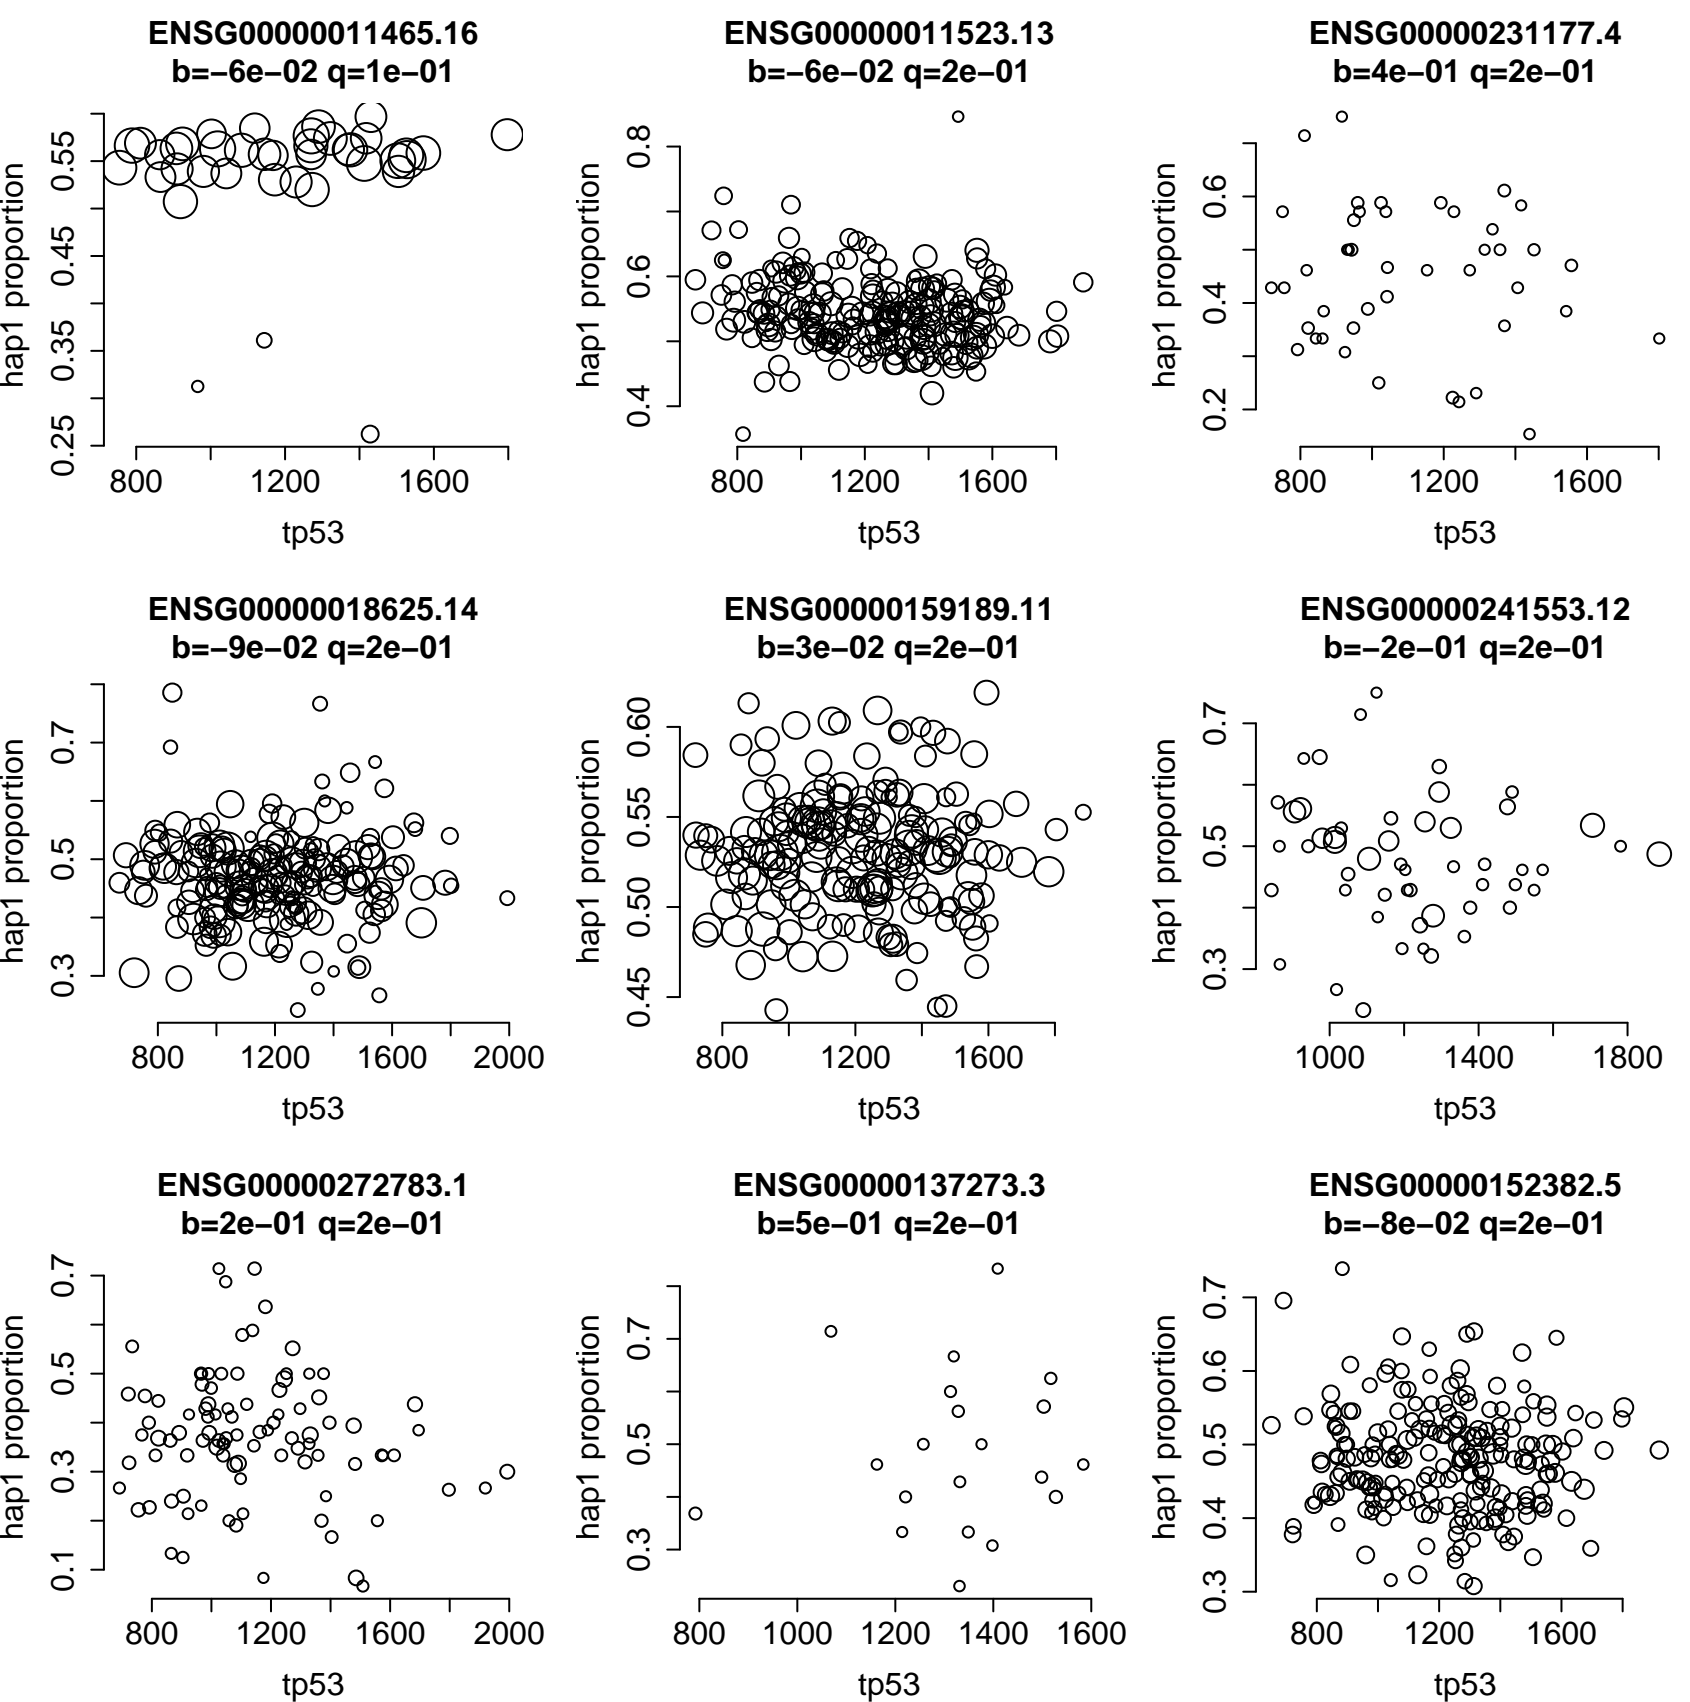 ENSG00000011465.16
b=−6e−02 q=1e−01
hap1 proportion
0.25 0.35 0.45 0.55
800 1200 1600
tp53
ENSG00000011523.13
b=−6e−02 q=2e−01
hap1 proportion
0.4 0.6 0.8
800 1200 1600
tp53
ENSG00000231177.4
b=4e−01 q=2e−01
hap1 proportion
0.2 0.4 0.6
800 1200 1600
tp53
ENSG00000018625.14
b=−9e−02 q=2e−01
hap1 proportion
0.3 0.5 0.7
800 1200 1600 2000
tp53
ENSG00000159189.11
b=3e−02 q=2e−01
hap1 proportion
0.45 0.50 0.55 0.60
800 1200 1600
tp53
ENSG00000241553.12
b=−2e−01 q=2e−01
hap1 proportion
0.3 0.5 0.7
1000 1400 1800
tp53
ENSG00000272783.1
b=2e−01 q=2e−01
hap1 proportion
0.1 0.3 0.5 0.7
800 1200 1600 2000
tp53
ENSG00000137273.3
b=5e−01 q=2e−01
hap1 proportion
0.3 0.5 0.7
800 1000 1200 1400 1600
tp53
ENSG00000152382.5
b=−8e−02 q=2e−01
hap1 proportion
0.3 0.4 0.5 0.6 0.7
800 1200 1600
tp53